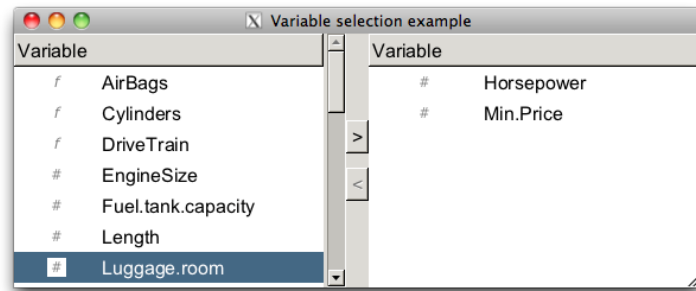 X Variable selection example
Variable
f AirBags
f Cylinders
f DriveTrain
# EngineSize
# Fuel.tank.capacity
# Length
# Luggage.room
>
<
Variable
# Horsepower
# Min.Price